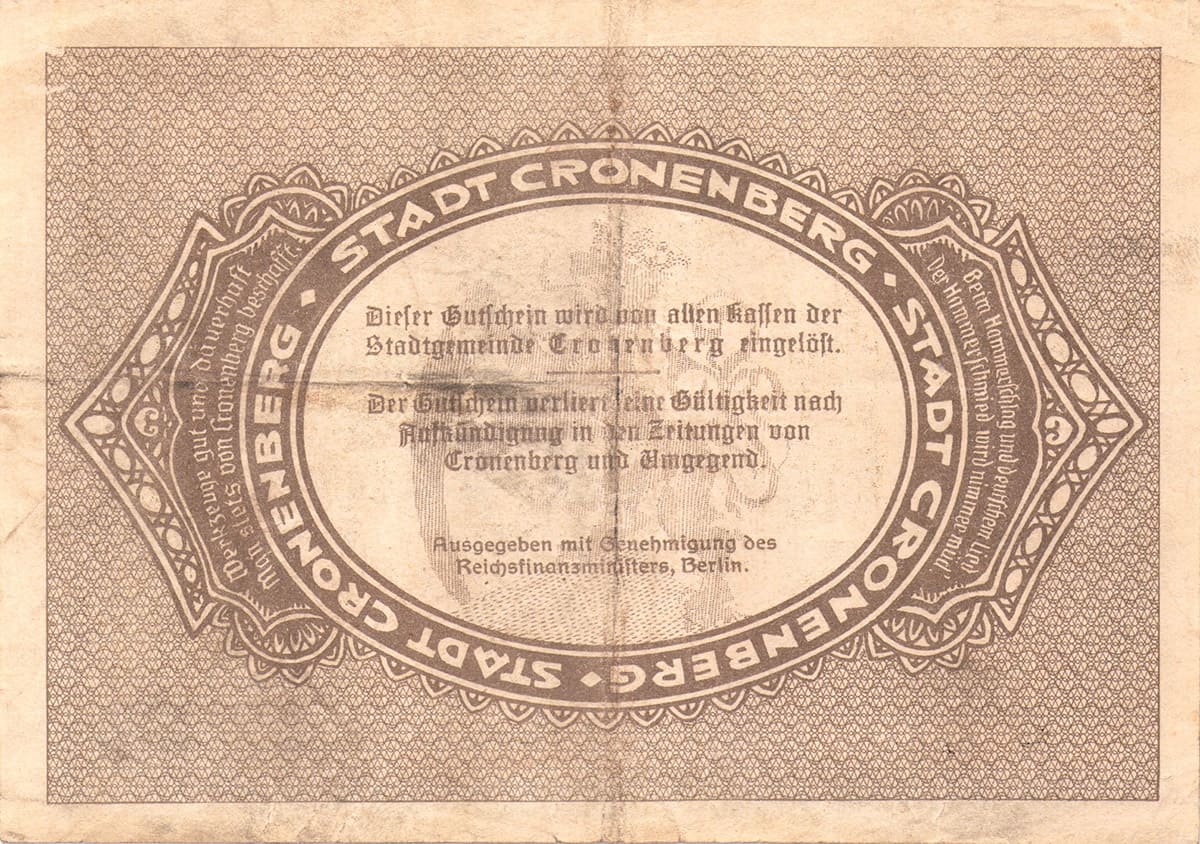 STADT CRONENBERG • STADT CRONENBERG • STADT CRONENBERG •
Werkzeuge gut und dauerhaft
Man stets von Cronenberg beschafft
Dieser Gutschein wird von allen Kassen der
Stadtgemeinde Cronenberg eingelöst.
Der Gutschein verliert seine Gültigkeit nach
Aufkündigung in den Zeitungen von
Cronenberg und Umgegend.
Ausgegeben mit Genehmigung des
Reichsfinanzministers, Berlin.
Beim Hammerschlag und deutschem Lied
Der Hammerschmied wird nimmer müd